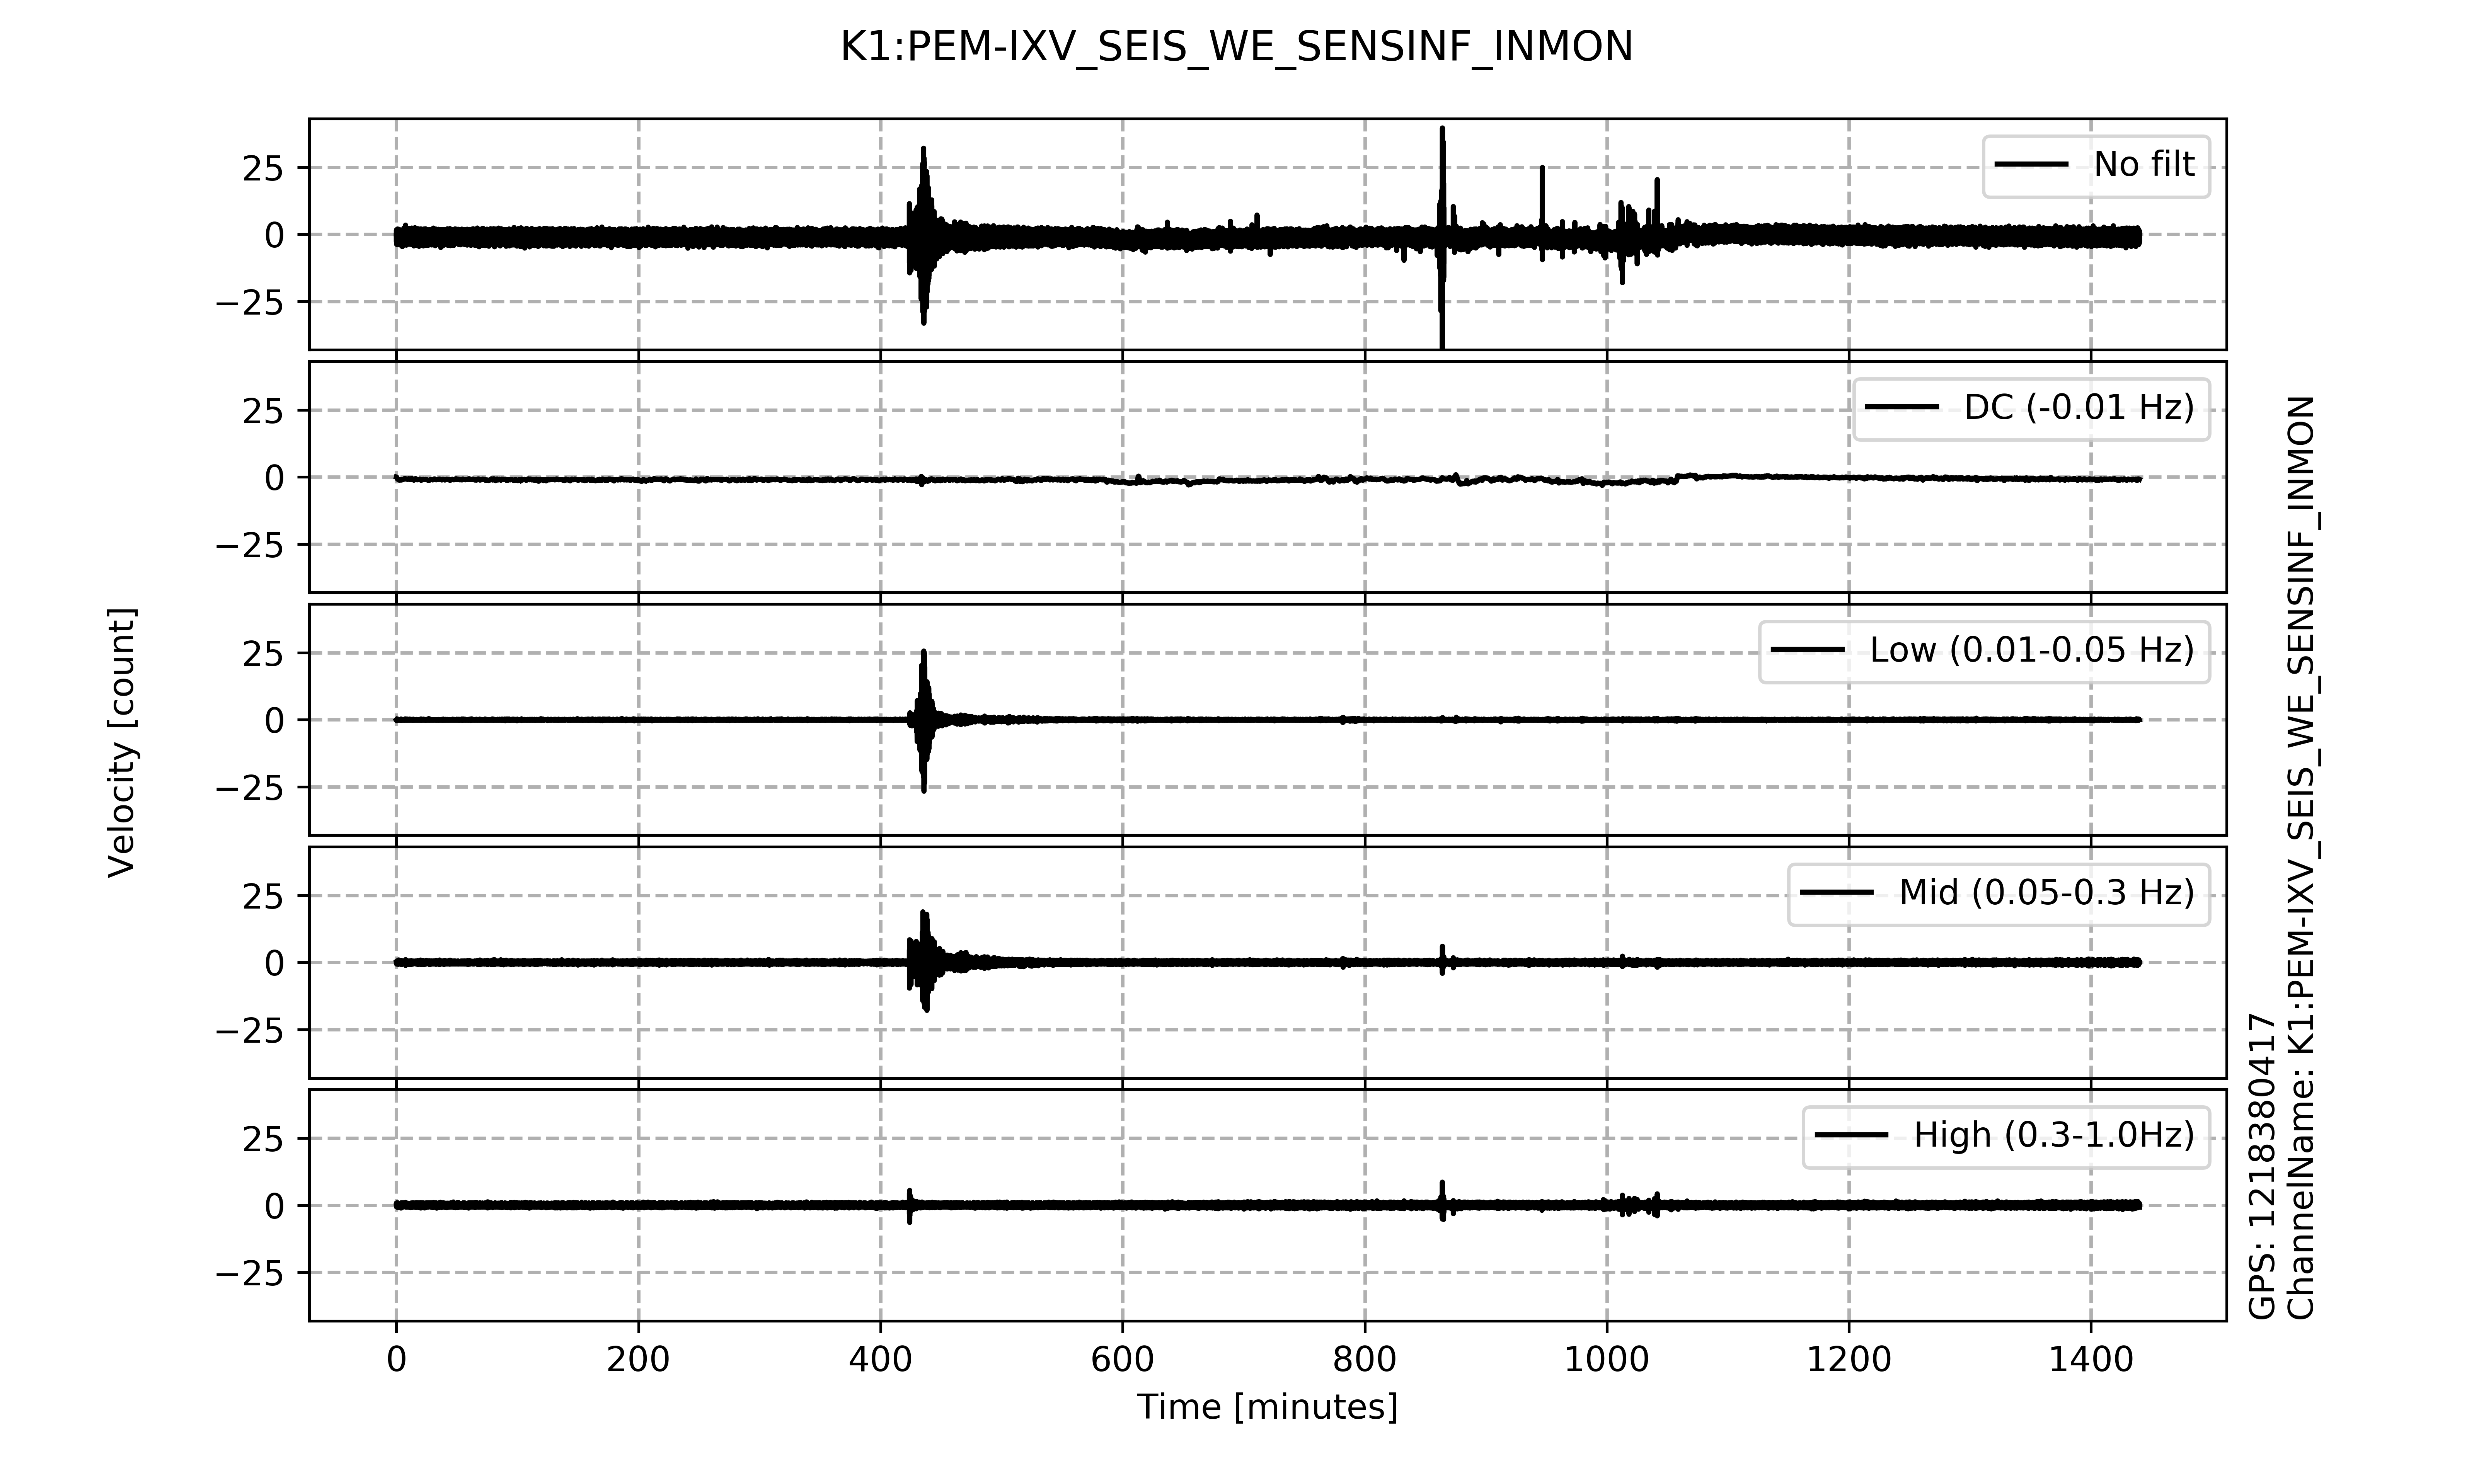 K1:PEM-IXV_SEIS_WE_SENSINF_INMON
25
0
−25
No filt
25
0
−25
DC (-0.01 Hz)
25
0
−25
Low (0.01-0.05 Hz)
25
0
−25
Mid (0.05-0.3 Hz)
25
0
−25
High (0.3-1.0Hz)
0 200 400 600 800 1000 1200 1400
Time [minutes]
Velocity [count]
GPS: 1218380417
ChannelName: K1:PEM-IXV_SEIS_WE_SENSINF_INMON